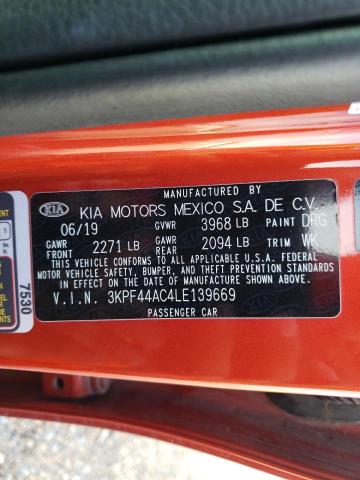 MANUFACTURED BY
KIA KIA MOTORS MEXICO S.A. DE C.V.
06/19 GVWR 3968 LB PAINT DRG
GAWR FRONT 2271 LB GAWR REAR 2094 LB TRIM WK
THIS VEHICLE CONFORMS TO ALL APPLICABLE U.S.A. FEDERAL
MOTOR VEHICLE SAFETY, BUMPER, AND THEFT PREVENTION STANDARDS
IN EFFECT ON THE DATE OF MANUFACTURE SHOWN ABOVE.
V.I.N. 3KPF44AC4LE139669
PASSENGER CAR
7530